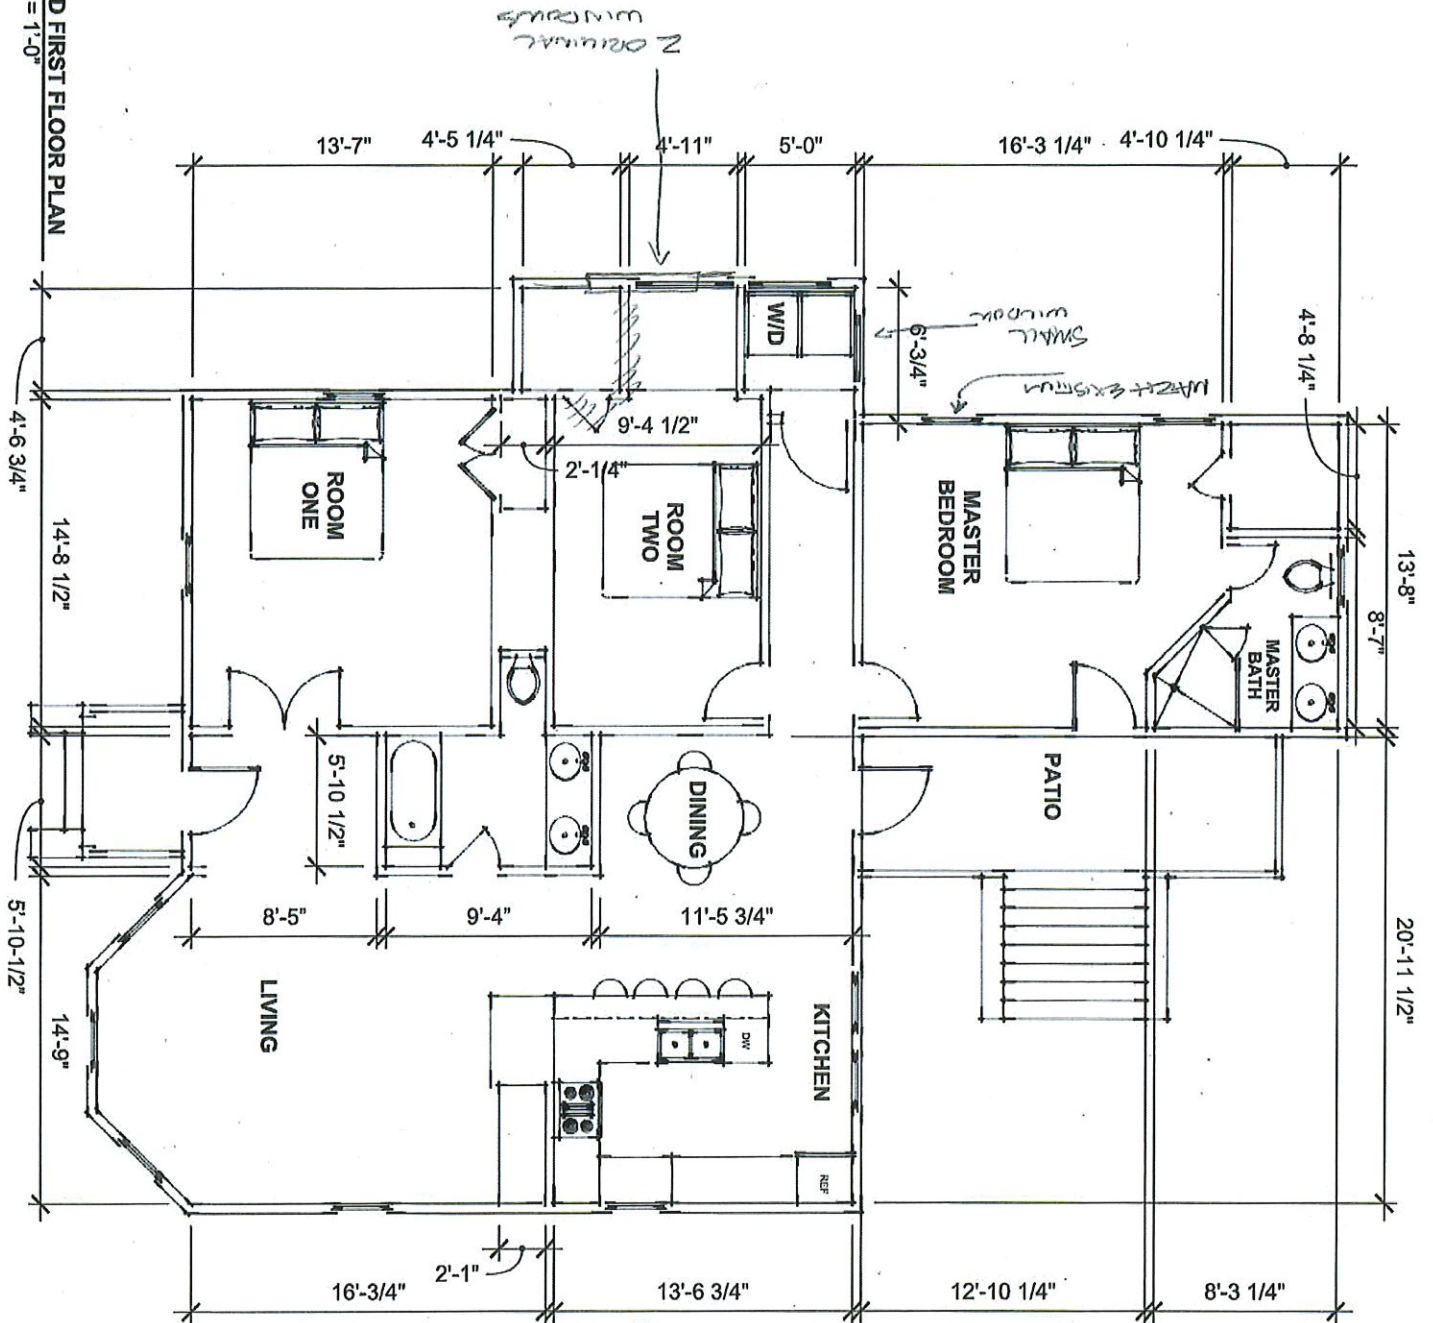 D FIRST FLOOR PLAN
= 1'-0"
2 ORIGINAL
WINDOWS
13'-7"
4'-5 1/4"
4'-11"
5'-0"
16'-3 1/4"
4'-10 1/4"
W/D
SMALL
WINDOW
6'-3/4"
MATCH EXISTING
4'-8 1/4"
4'-6 3/4"
9'-4 1/2"
2'-1/4"
ROOM
ONE
ROOM
TWO
MASTER
BEDROOM
14'-8 1/2"
13'-8"
8'-7"
MASTER
BATH
5'-10 1/2"
DINING
PATIO
5'-10-1/2"
8'-5"
9'-4"
11'-5 3/4"
20'-11 1/2"
LIVING
KITCHEN
DW
REF
14'-9"
2'-1"
16'-3/4"
13'-6 3/4"
12'-10 1/4"
8'-3 1/4"